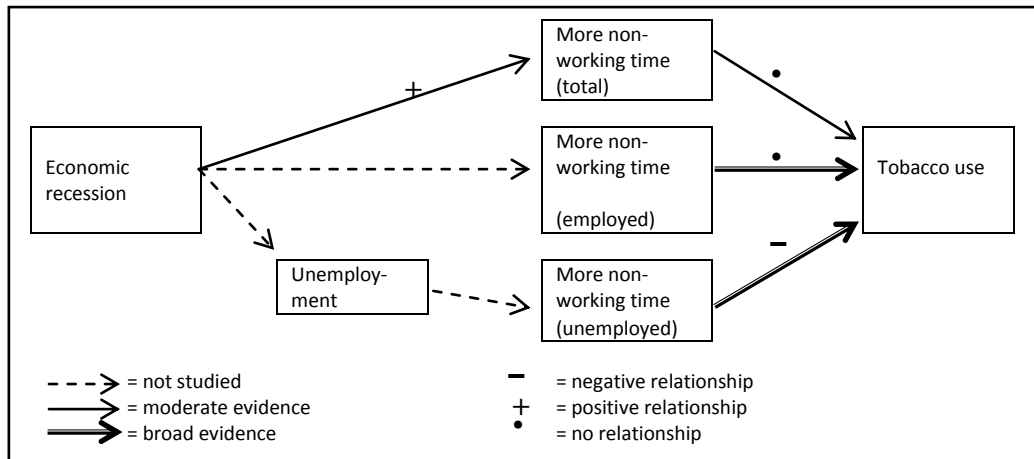 More non-
working time
(total)
+
•
Economic
recession
More non-
working time
(employed)
•
Tobacco use
Unemploy-
ment
More non-
working time
(unemployed)
−
= not studied
= moderate evidence
= broad evidence
− = negative relationship
+ = positive relationship
• = no relationship